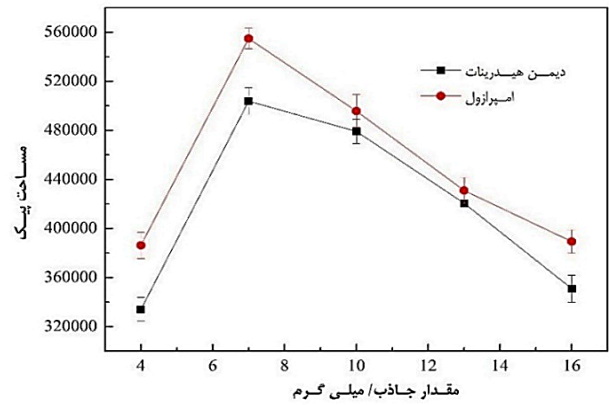 560000
520000
480000
440000
400000
360000
320000
مساحت پیک
دیمن هیدرینات
امپرازول
4 6 8 10 12 14 16
مقدار جاذب/ میلی گرم